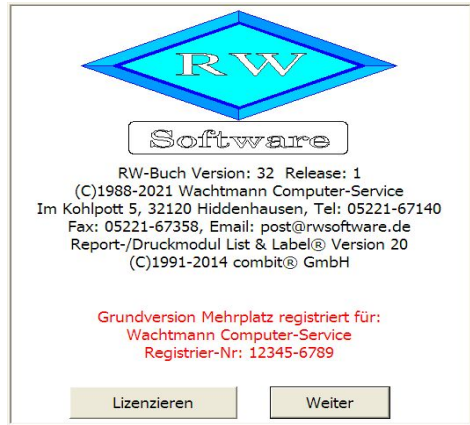 RW
Software
RW-Buch Version: 32 Release: 1
(C)1988-2021 Wachtmann Computer-Service
Im Kohlpott 5, 32120 Hiddenhausen, Tel: 05221-67140
Fax: 05221-67358, Email: post@rwsoftware.de
Report-/Druckmodul List & Label® Version 20
(C)1991-2014 combit® GmbH
Grundversion Mehrplatz registriert für:
Wachtmann Computer-Service
Registrier-Nr: 12345-6789
Lizenzieren Weiter